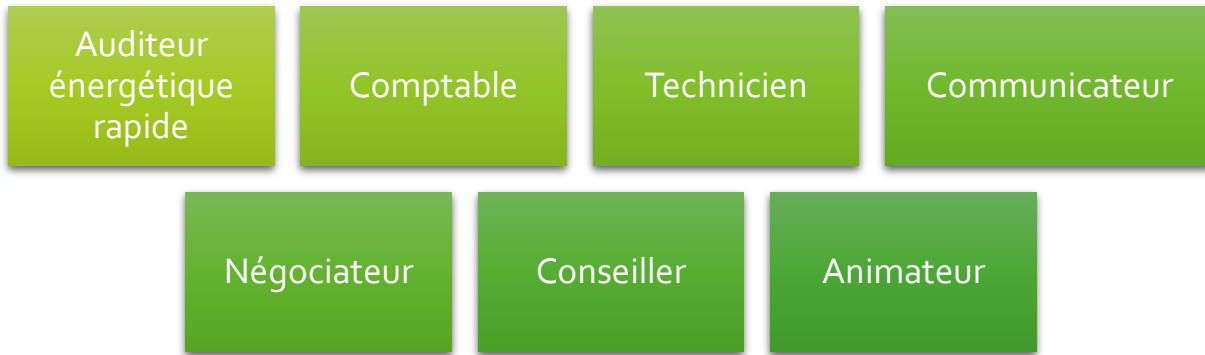 Auditeur
énergétique
rapide
Comptable
Technicien
Communicateur
Négociateur
Conseiller
Animateur